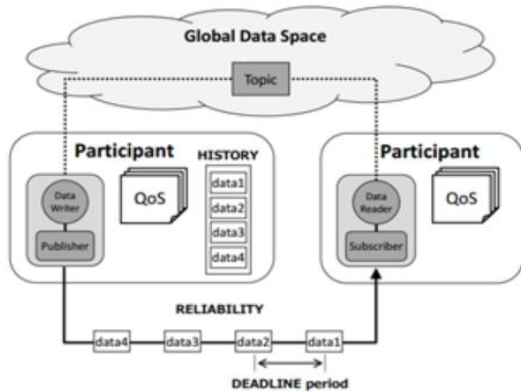 Global Data Space
Topic
Participant
HISTORY
data1
data2
data3
data4
Data
Writer
Publisher
QoS
Participant
Data
Reader
Subscriber
QoS
RELIABILITY
data4
data3
data2
data1
DEADLINE period